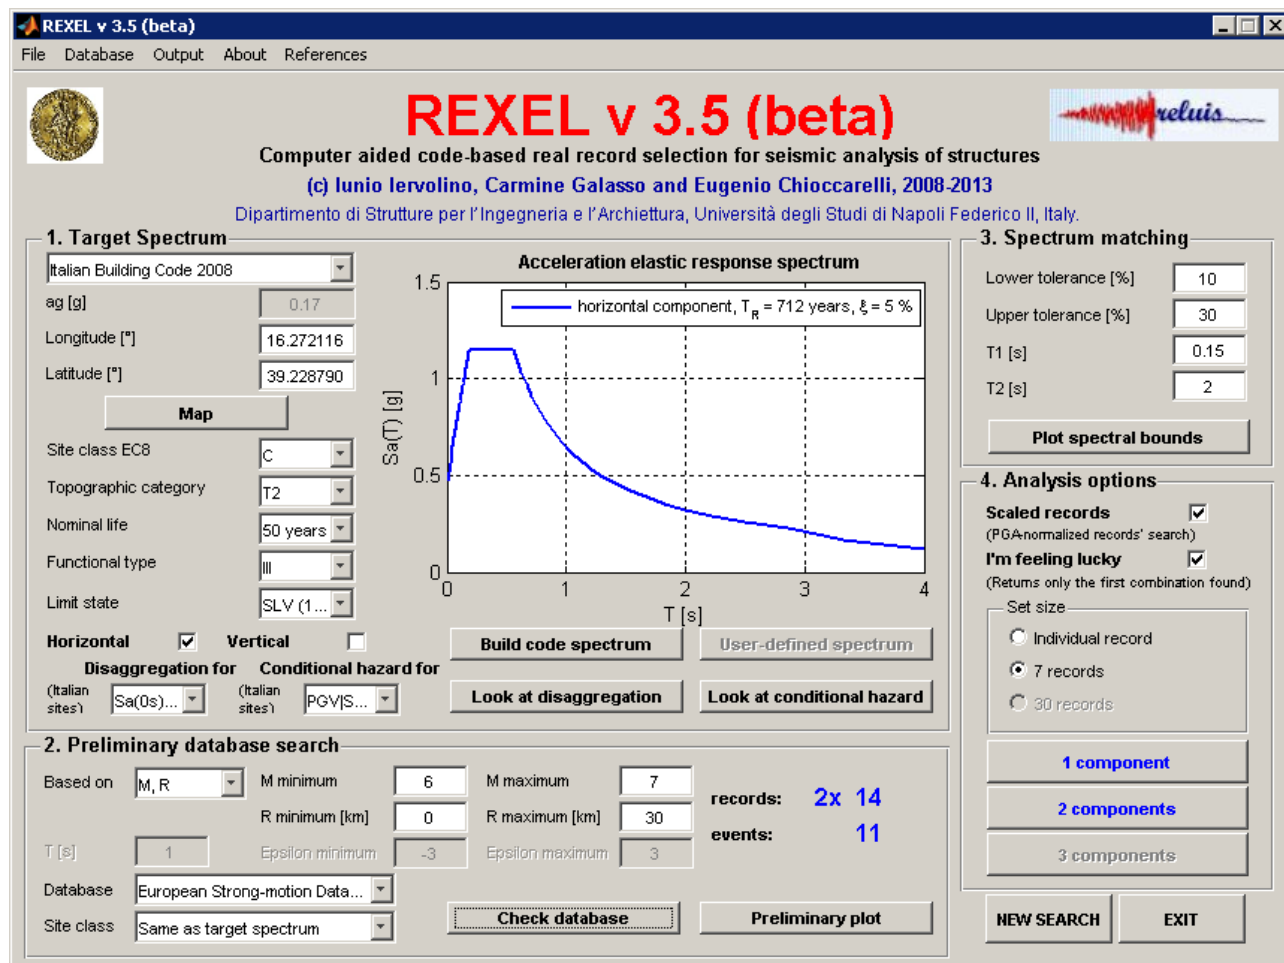 REXEL v 3.5 (beta)
File Database Output About References
REXEL v 3.5 (beta)
reluis
Computer aided code-based real record selection for seismic analysis of structures
(c) Iunio Iervolino, Carmine Galasso and Eugenio Chioccarelli, 2008-2013
Dipartimento di Strutture per l'Ingegneria e l'Archiettura, Università degli Studi di Napoli Federico II, Italy.
1. Target Spectrum
Italian Building Code 2008
ag [g] 0.17
Longitude [°] 16.272116
Latitude [°] 39.228790
Map
Site class EC8 C
Topographic category T2
Nominal life 50 years
Functional type III
Limit state SLV (1...
Horizontal Vertical
Disaggregation for Conditional hazard for
(Italian sites) Sa(0s)... (Italian sites) PGV|S...
Acceleration elastic response spectrum
horizontal component, T_R = 712 years, ξ = 5 %
Sa(T) [g]
1.5
1
0.5
0
0 1 2 3 4
T [s]
Build code spectrum User-defined spectrum
Look at disaggregation Look at conditional hazard
2. Preliminary database search
Based on M, R M minimum 6 M maximum 7
R minimum [km] 0 R maximum [km] 30
records: 2x 14
events: 11
T [s] 1 Epsilon minimum -3 Epsilon maximum 3
Database European Strong-motion Data...
Site class Same as target spectrum
Check database Preliminary plot
3. Spectrum matching
Lower tolerance [%] 10
Upper tolerance [%] 30
T1 [s] 0.15
T2 [s] 2
Plot spectral bounds
4. Analysis options
Scaled records
(PGA-normalized records' search)
I'm feeling lucky
(Returns only the first combination found)
Set size
Individual record
7 records
30 records
1 component
2 components
3 components
NEW SEARCH EXIT